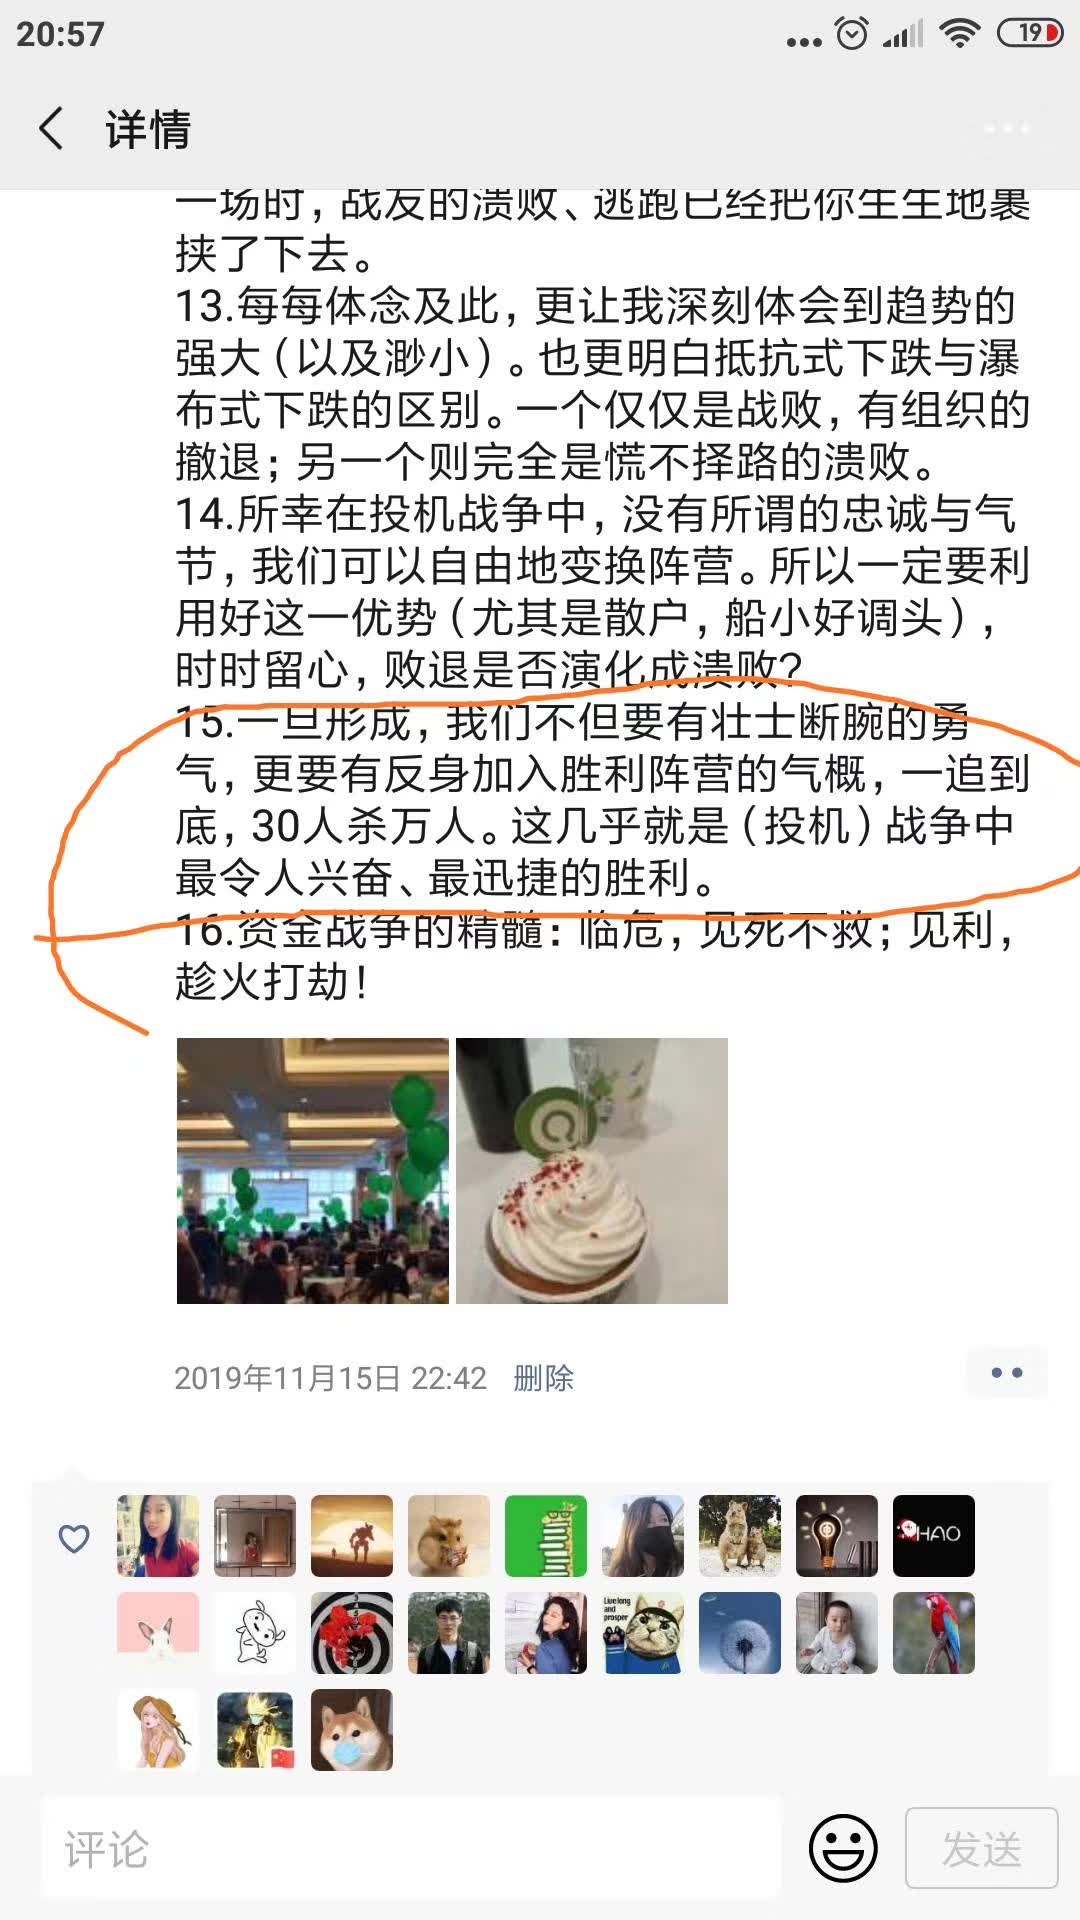 20:57
19
详情
一场时，战友的溃败、逃跑已经把你生生地裹
挟了下去。
13.每每体念及此，更让我深刻体会到趋势的
强大（以及渺小）。也更明白抵抗式下跌与瀑
布式下跌的区别。一个仅仅是战败，有组织的
撤退；另一个则完全是慌不择路的溃败。
14.所幸在投机战争中，没有所谓的忠诚与气
节，我们可以自由地变换阵营。所以一定要利
用好这一优势（尤其是散户，船小好调头），
时时留心，败退是否演化成溃败？
15.一旦形成，我们不但要有壮士断腕的勇
气，更要有反身加入胜利阵营的气概，一追到
底，30人杀万人。这几乎就是（投机）战争中
最令人兴奋、最迅捷的胜利。
16.资金战争的精髓：临危，见死不救；见利，
趁火打劫！
2019年11月15日 22:42 删除
HAO
Live long
and
prosper
评论
发送